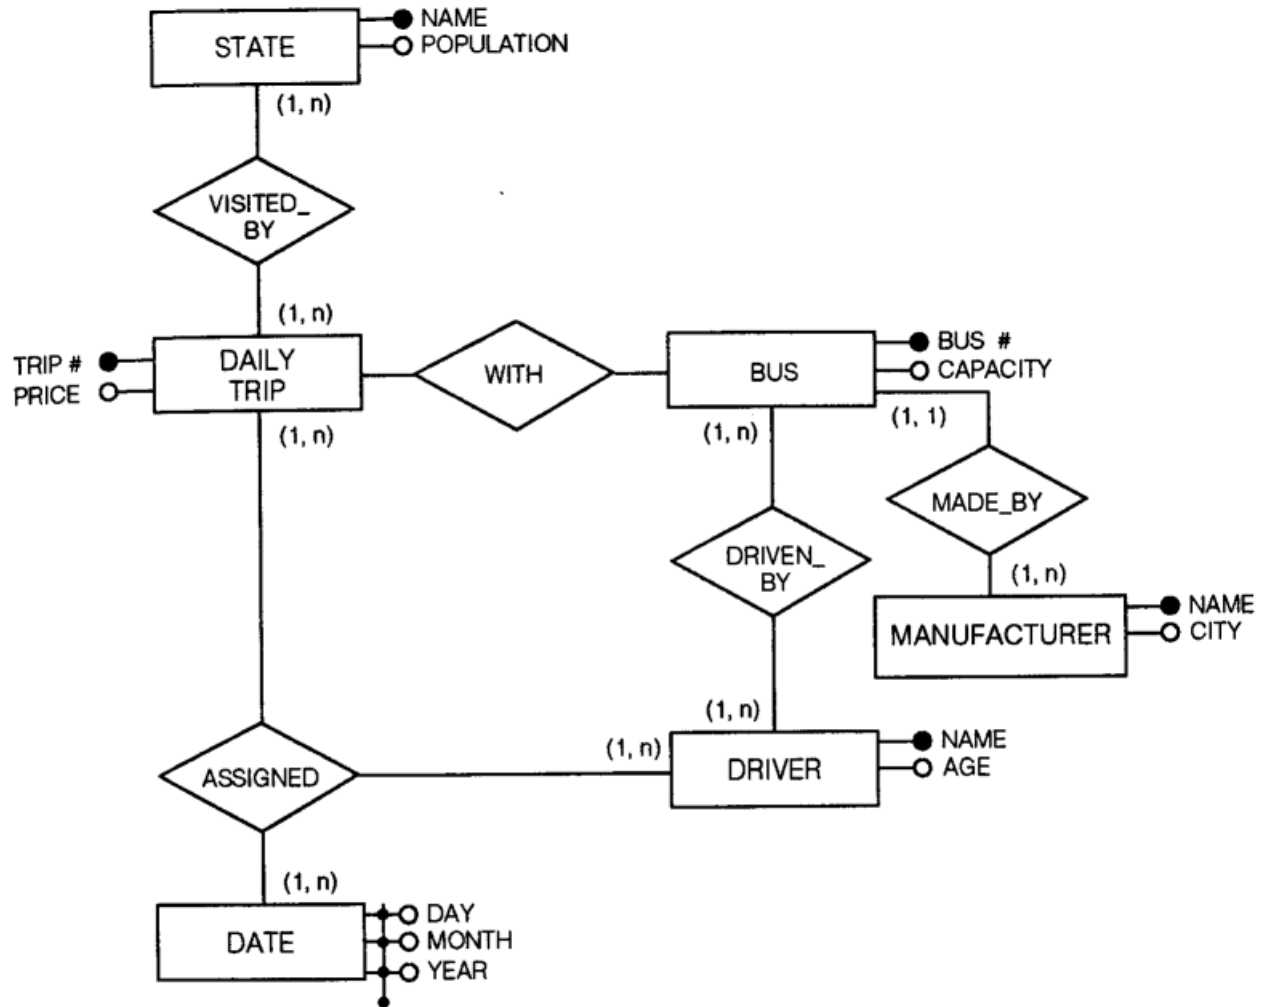 NAME
STATE
POPULATION
(1, n)
VISITED_
BY
(1, n)
TRIP #
PRICE
DAILY
TRIP
WITH
BUS
BUS #
CAPACITY
(1, n)
(1, n)
(1, 1)
MADE_BY
DRIVEN_
BY
(1, n)
MANUFACTURER
NAME
CITY
(1, n)
(1, n)
DRIVER
NAME
AGE
ASSIGNED
(1, n)
DATE
DAY
MONTH
YEAR